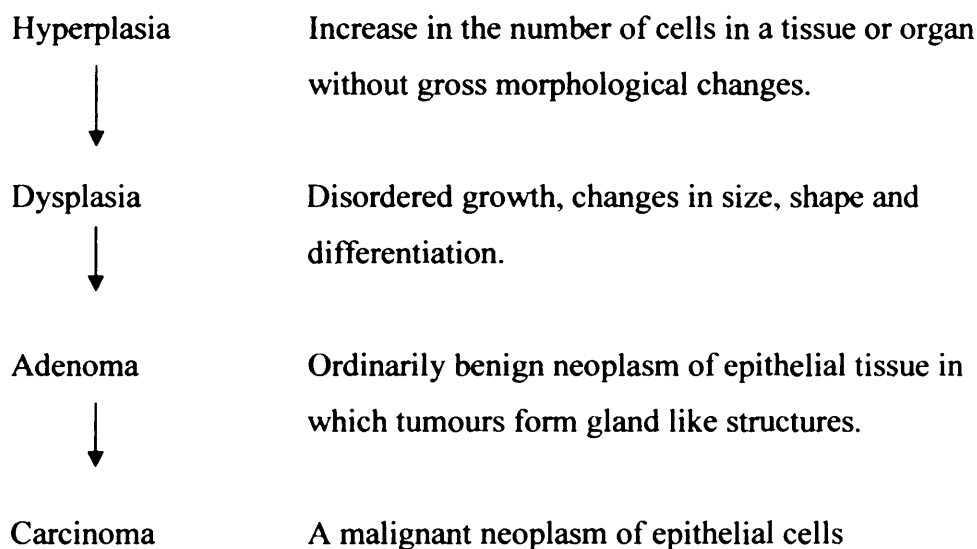 Hyperplasia Increase in the number of cells in a tissue or organ
without gross morphological changes.
Dysplasia Disordered growth, changes in size, shape and
differentiation.
Adenoma Ordinarily benign neoplasm of epithelial tissue in
which tumours form gland like structures.
Carcinoma A malignant neoplasm of epithelial cells